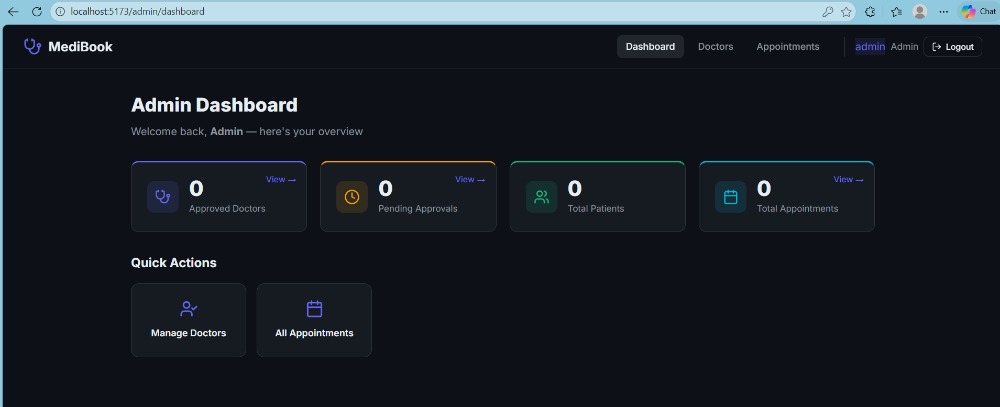 localhost:5173/admin/dashboard
Chat
MediBook
Dashboard Doctors Appointments admin Admin Logout
Admin Dashboard
Welcome back, Admin — here's your overview
0 View →
Approved Doctors
0 View →
Pending Approvals
0
Total Patients
0 View →
Total Appointments
Quick Actions
Manage Doctors
All Appointments